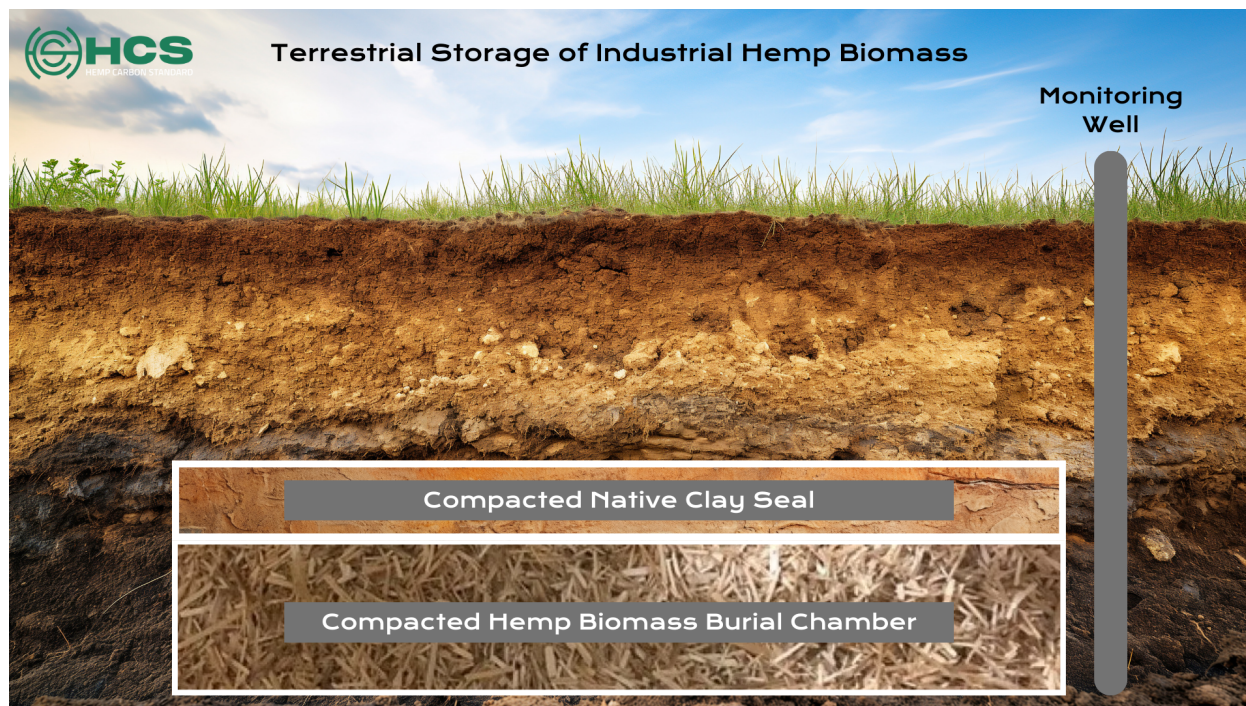 HCS
HEMP CARBON STANDARD
Terrestrial Storage of Industrial Hemp Biomass
Monitoring
Well
Compacted Native Clay Seal
Compacted Hemp Biomass Burial Chamber